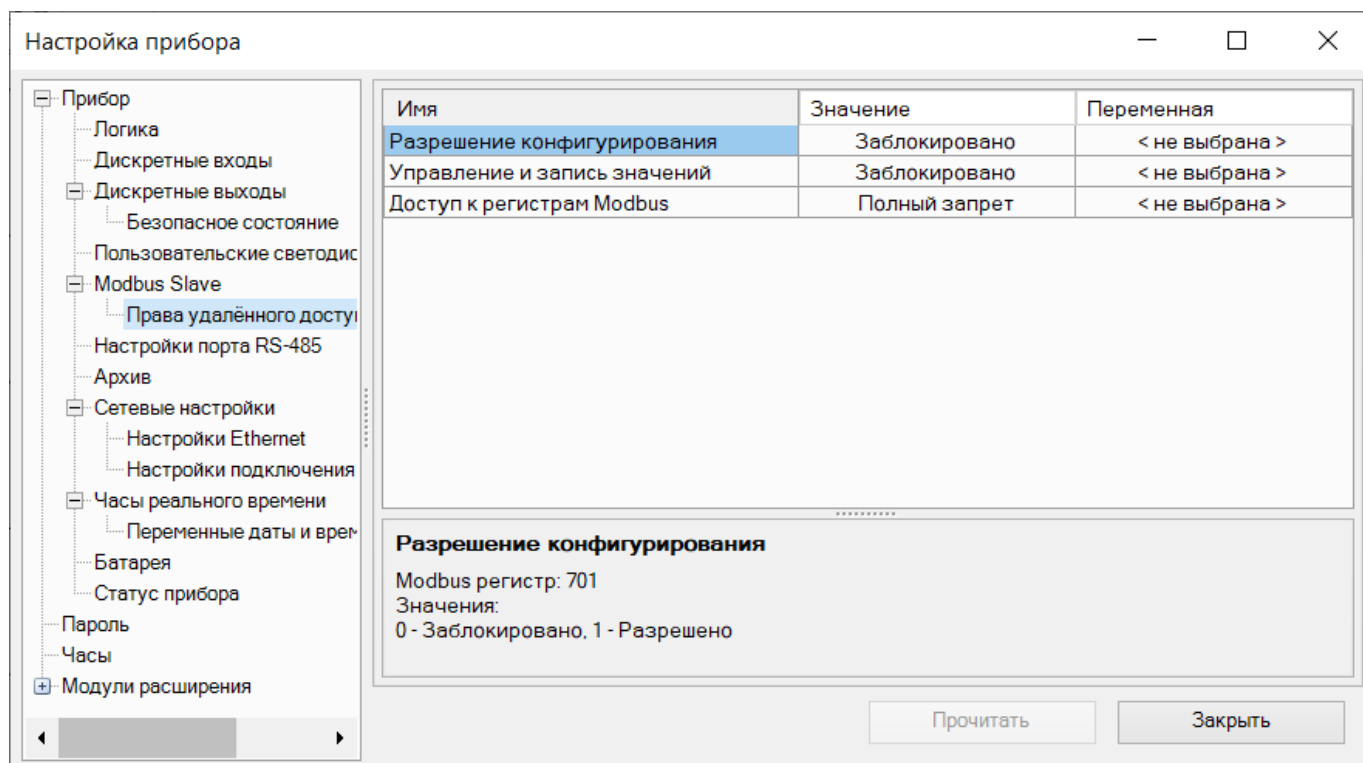 Настройка прибора
Прибор
Логика
Дискретные входы
Дискретные выходы
Безопасное состояние
Пользовательские светодис
Modbus Slave
Права удалённого досту
Настройки порта RS-485
Архив
Сетевые настройки
Настройки Ethernet
Настройки подключения
Часы реального времени
Переменные даты и врем
Батарея
Статус прибора
Пароль
Часы
Модули расширения
Имя Значение Переменная
Разрешение конфигурирования Заблокировано < не выбрана >
Управление и запись значений Заблокировано < не выбрана >
Доступ к регистрам Modbus Полный запрет < не выбрана >
Разрешение конфигурирования
Modbus регистр: 701
Значения:
0 - Заблокировано, 1 - Разрешено
Прочитать Закрыть